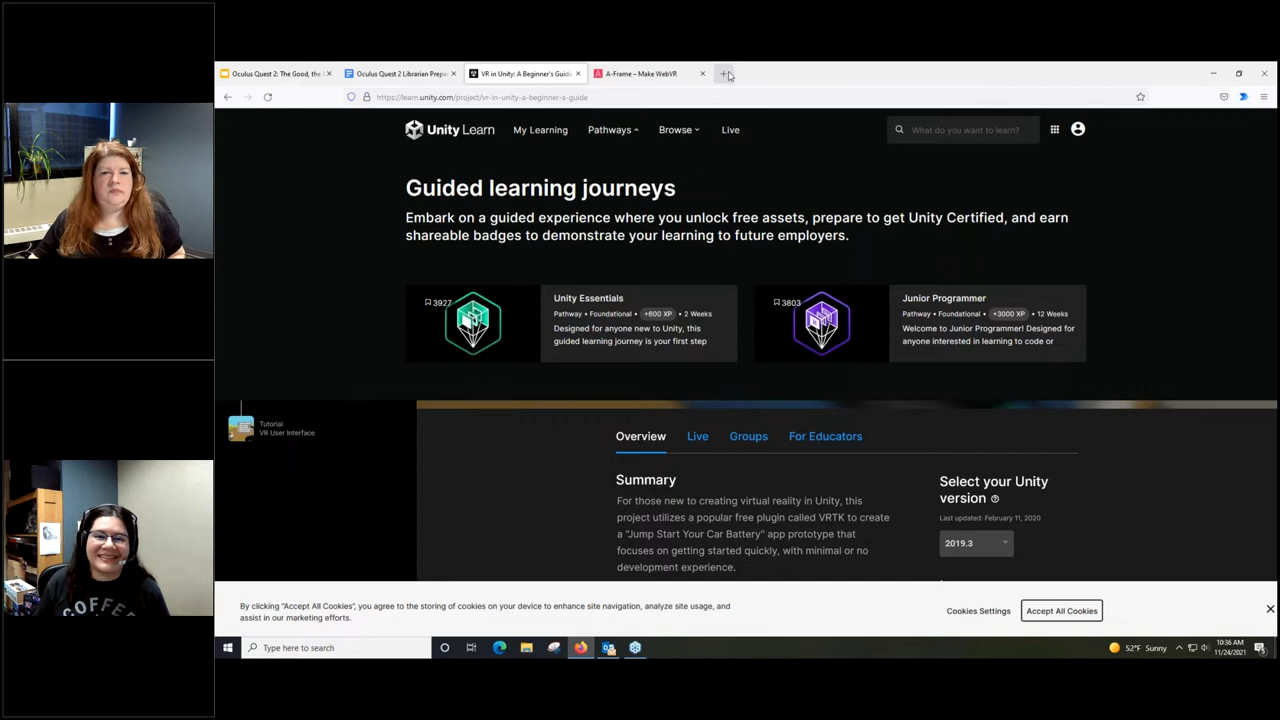 Oculus Quest 2: The Good, the
Oculus Quest 2 Librarian Prepa
VR in Unity: A Beginner's Guide
A-Frame – Make WebVR
https://learn.unity.com/project/vr-in-unity-a-beginner-s-guide
Unity Learn
My Learning
Pathways
Browse
Live
What do you want to learn?
Guided learning journeys
Embark on a guided experience where you unlock free assets, prepare to get Unity Certified, and earn
shareable badges to demonstrate your learning to future employers.
3927
Unity Essentials
Pathway • Foundational • +600 XP • 2 Weeks
Designed for anyone new to Unity, this
guided learning journey is your first step
3803
Junior Programmer
Pathway • Foundational • +3000 XP • 12 Weeks
Welcome to Junior Programmer! Designed for
anyone interested in learning to code or
Tutorial
VR User Interface
Overview
Live
Groups
For Educators
Summary
For those new to creating virtual reality in Unity, this
project utilizes a popular free plugin called VRTK to create
a "Jump Start Your Car Battery" app prototype that
focuses on getting started quickly, with minimal or no
development experience.
Select your Unity
version
Last updated: February 11, 2020
2019.3
By clicking "Accept All Cookies", you agree to the storing of cookies on your device to enhance site navigation, analyze site usage, and
assist in our marketing efforts.
Cookies Settings
Accept All Cookies
Type here to search
52°F Sunny
10:36 AM
11/24/2021
COFFEE